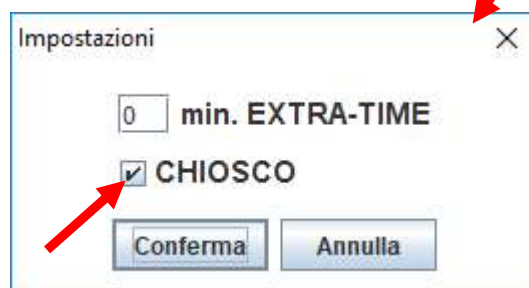 Impostazioni
0 min. EXTRA-TIME
CHIOSCO
Conferma Annulla